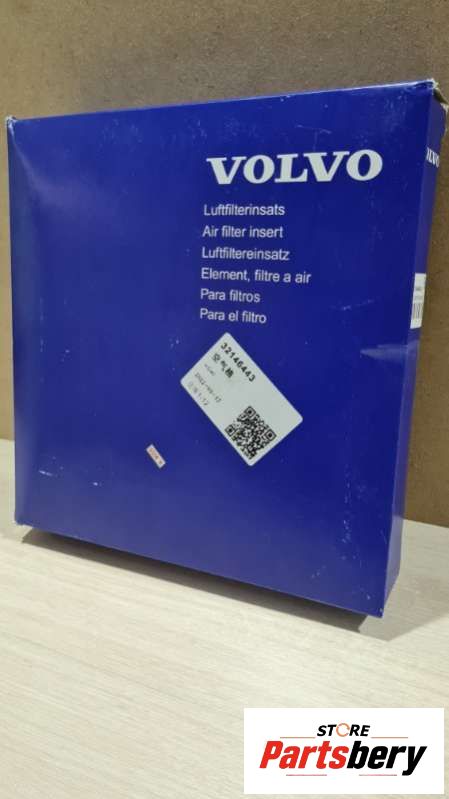 VOLVO
Luftfilterinsats
Air filter insert
Luftfiltereinsatz
Element, filtre a air
Para filtros
Para el filtro
32146443
空气格
STORE
Partsbery